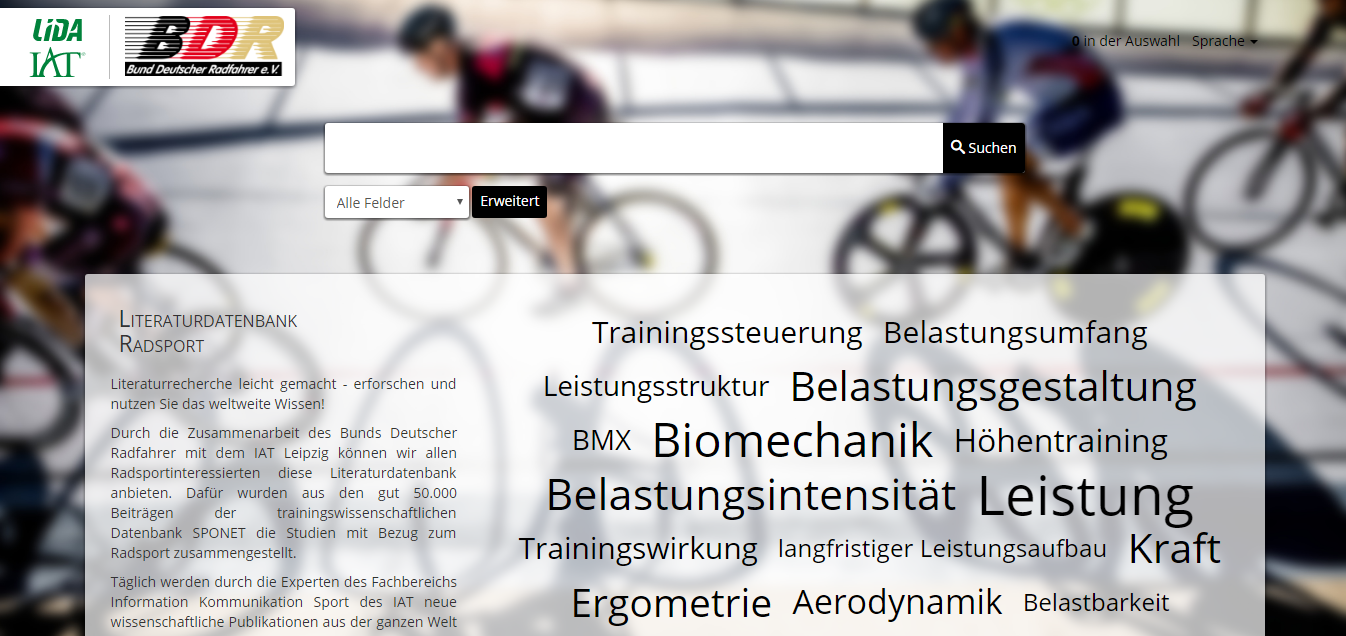 LiDA
IAT
BDR
Bund Deutscher Radfahrer e.V.
0 in der Auswahl Sprache
Suchen
Alle Felder
Erweitert
Literaturdatenbank
Radsport
Literaturrecherche leicht gemacht - erforschen und
nutzen Sie das weltweite Wissen!
Durch die Zusammenarbeit des Bunds Deutscher
Radfahrer mit dem IAT Leipzig können wir allen
Radsportinteressierten diese Literaturdatenbank
anbieten. Dafür wurden aus den gut 50.000
Beiträgen der trainingswissenschaftlichen
Datenbank SPONET die Studien mit Bezug zum
Radsport zusammengestellt.
Täglich werden durch die Experten des Fachbereichs
Information Kommunikation Sport des IAT neue
wissenschaftliche Publikationen aus der ganzen Welt
Trainingssteuerung Belastungsumfang
Leistungsstruktur Belastungsgestaltung
BMX Biomechanik Höhentraining
Belastungsintensität Leistung
Trainingswirkung langfristiger Leistungsaufbau Kraft
Ergometrie Aerodynamik Belastbarkeit